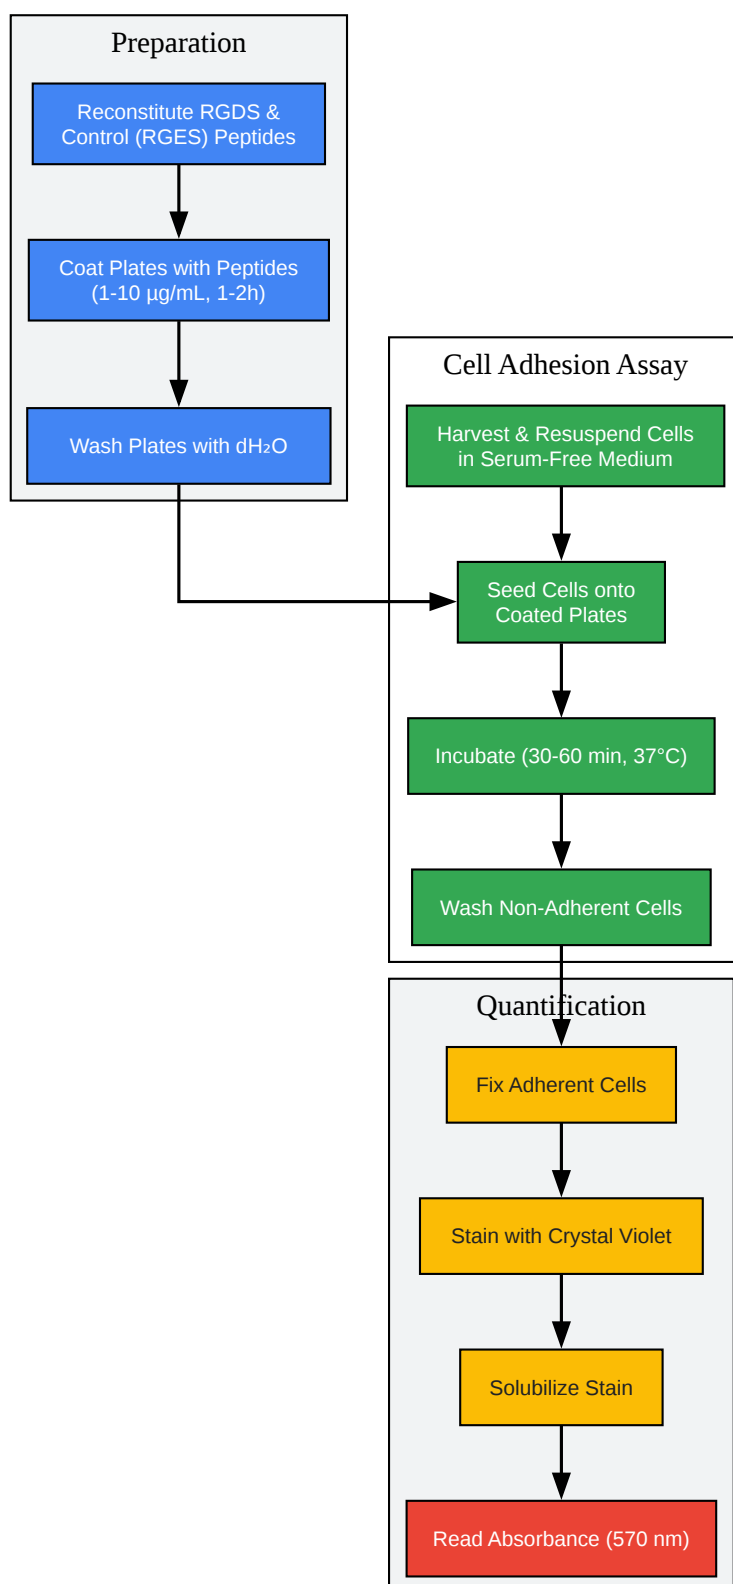 Preparation
Reconstitute RGDS &
Control (RGES) Peptides
Coat Plates with Peptides
(1-10 µg/mL, 1-2h)
Wash Plates with dH₂O
Cell Adhesion Assay
Harvest & Resuspend Cells
in Serum-Free Medium
Seed Cells onto
Coated Plates
Incubate (30-60 min, 37°C)
Wash Non-Adherent Cells
Quantification
Fix Adherent Cells
Stain with Crystal Violet
Solubilize Stain
Read Absorbance (570 nm)